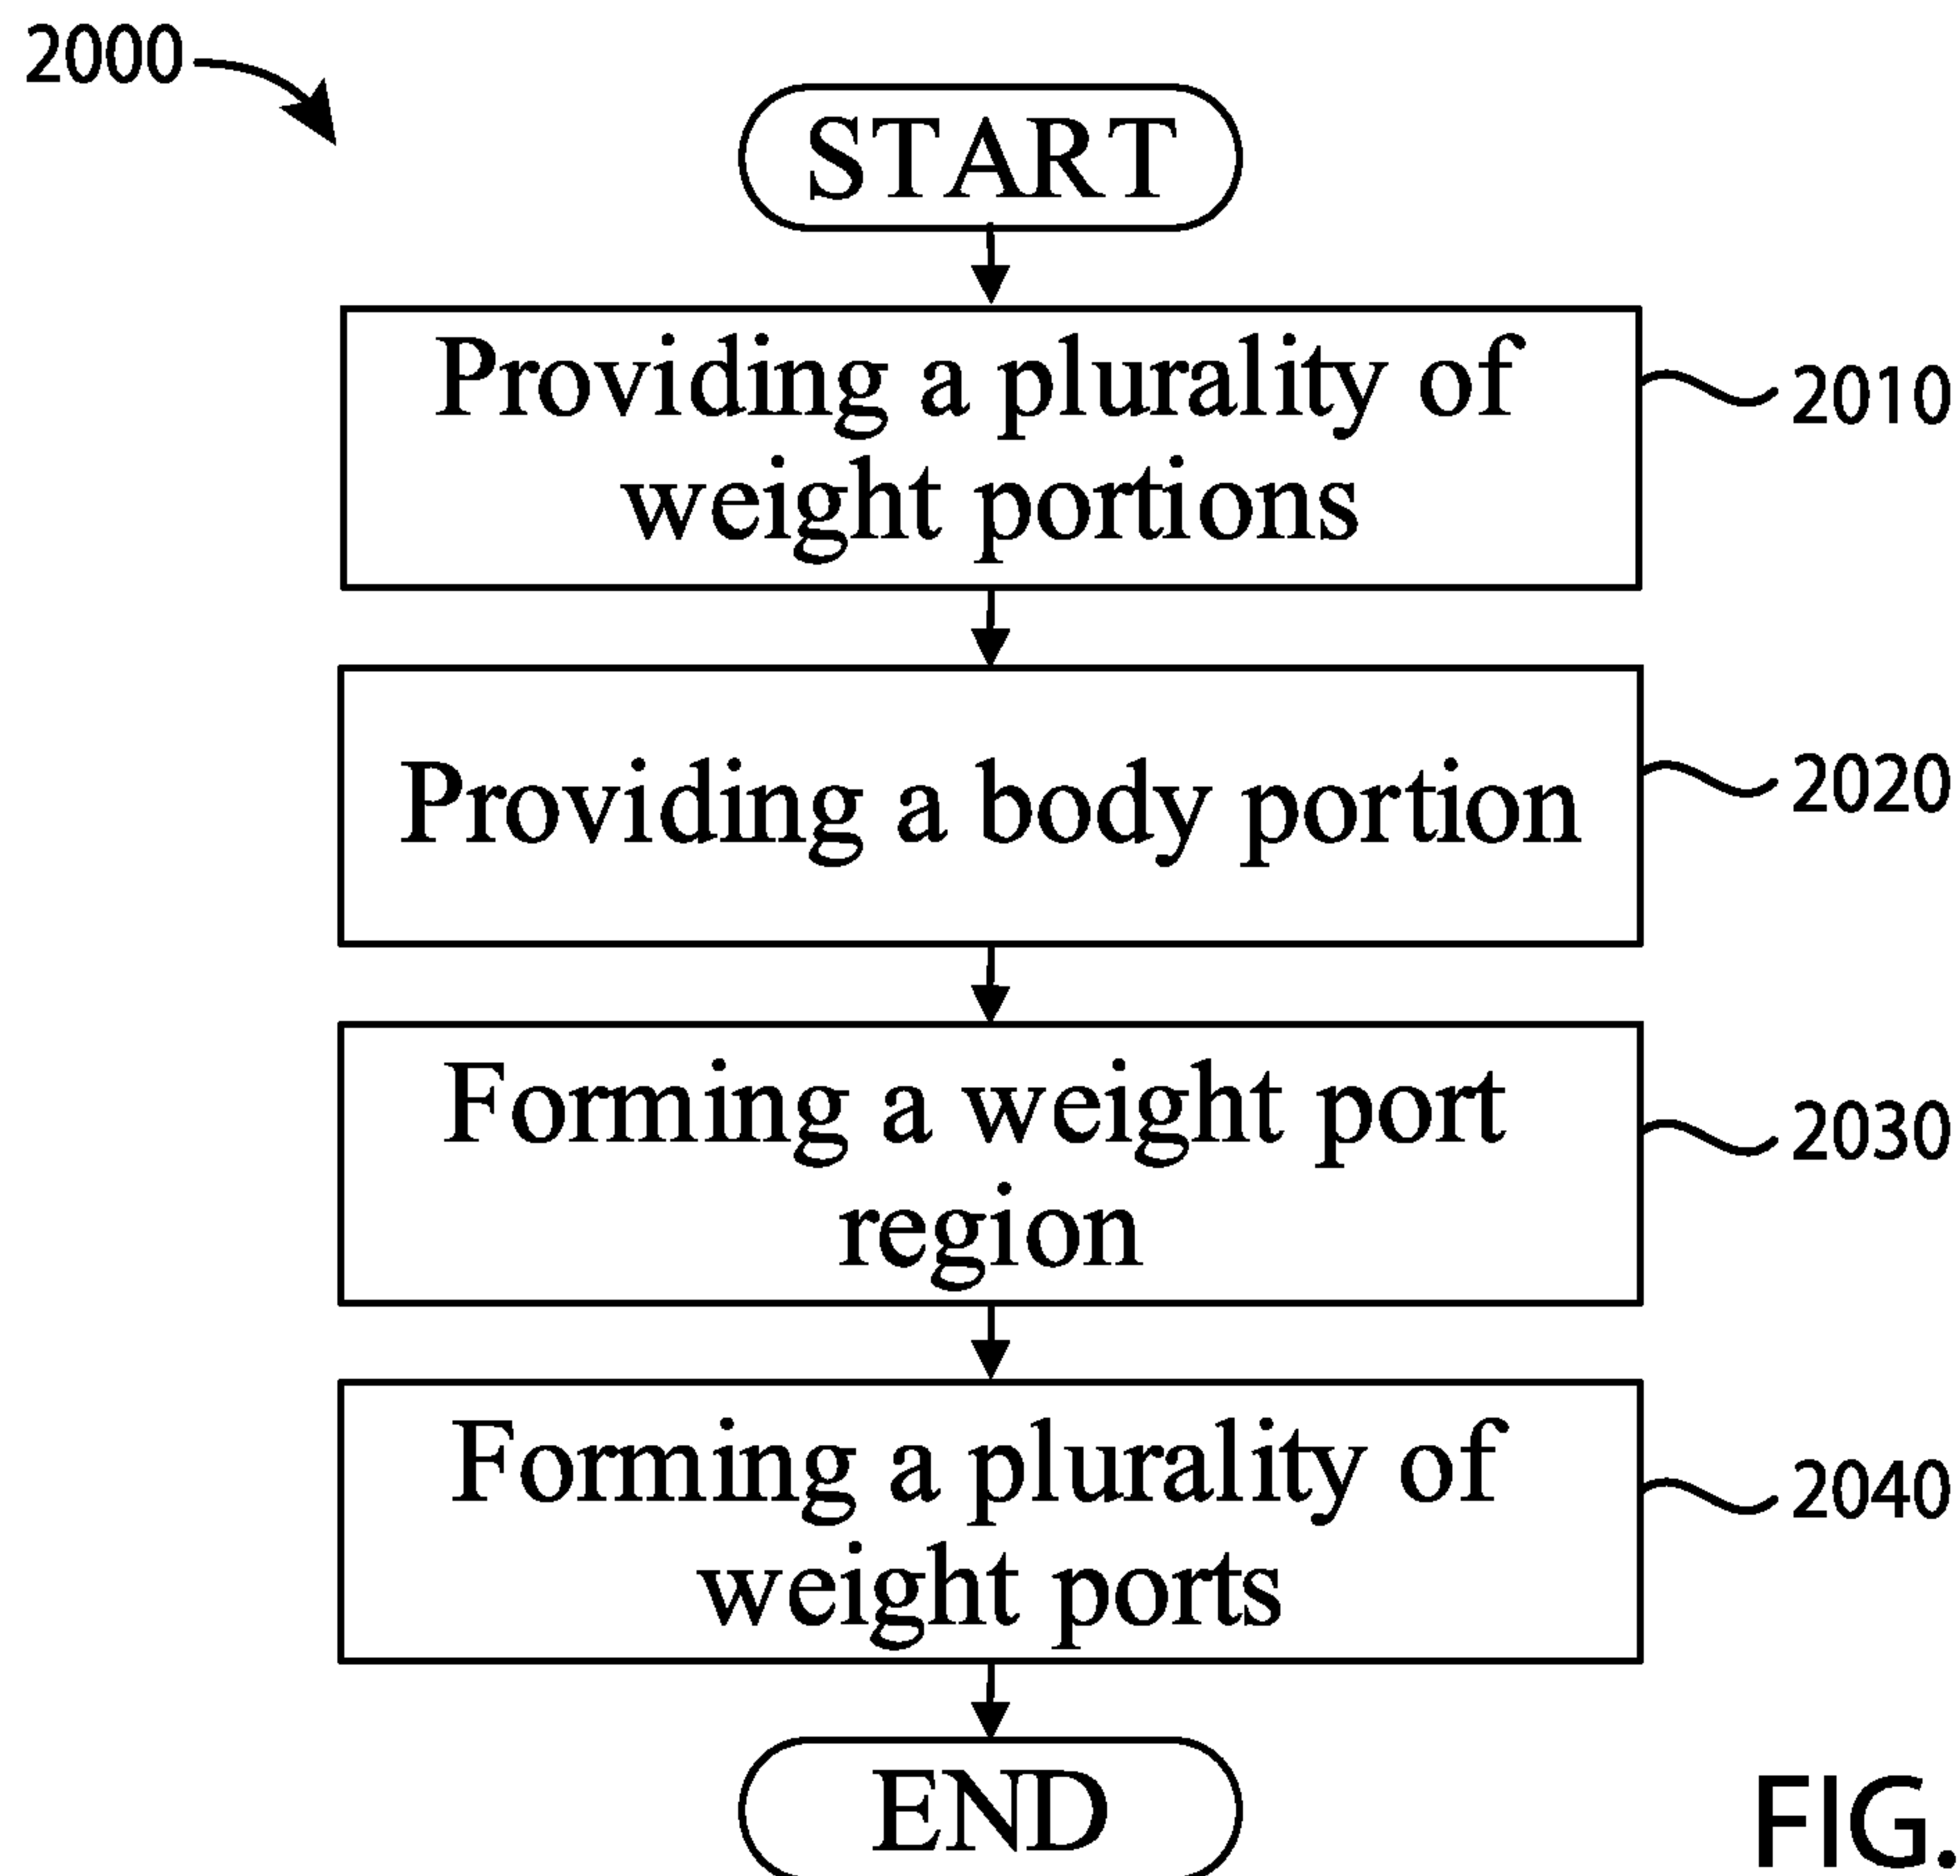 2000
START
Providing a plurality of
weight portions
2010
Providing a body portion
2020
Forming a weight port
region
2030
Forming a plurality of
weight ports
2040
END
FIG.